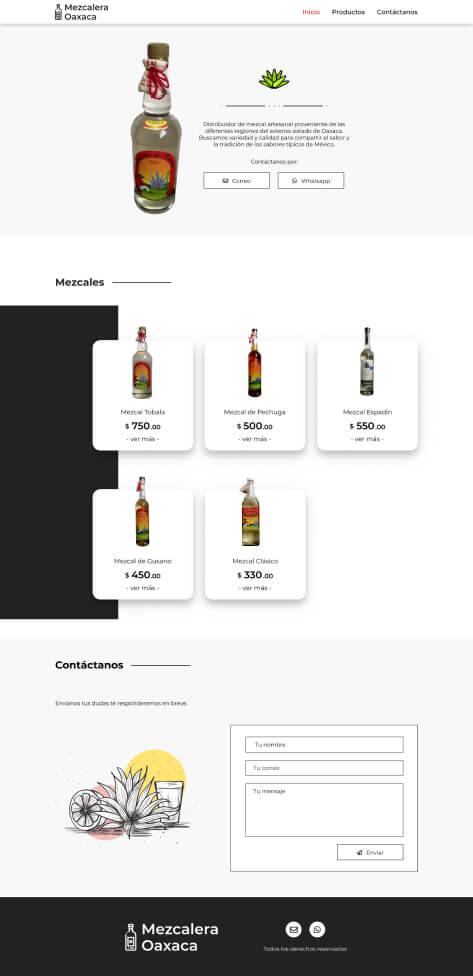 Mezcalera
Oaxaca
Inicio Productos Contáctanos
Distribuidor de mezcal artesanal proveniente de las
diferentes regiones del extenso estado de Oaxaca.
Buscamos variedad y calidad para compartir el sabor y
la tradición de los sabores típicos de México.
Contáctanos por:
Correo Whatsapp
Mezcales
Mezcal Tobala
$ 750.00
- ver más -
Mezcal de Pechuga
$ 500.00
- ver más -
Mezcal Espadín
$ 550.00
- ver más -
Mezcal de Gusano
$ 450.00
- ver más -
Mezcal Clásico
$ 330.00
- ver más -
Contáctanos
Envíanos tus dudas te responderemos en breve.
Tu nombre
Tu correo
Tu mensaje
Enviar
Mezcalera
Oaxaca
Todos los derechos reservados